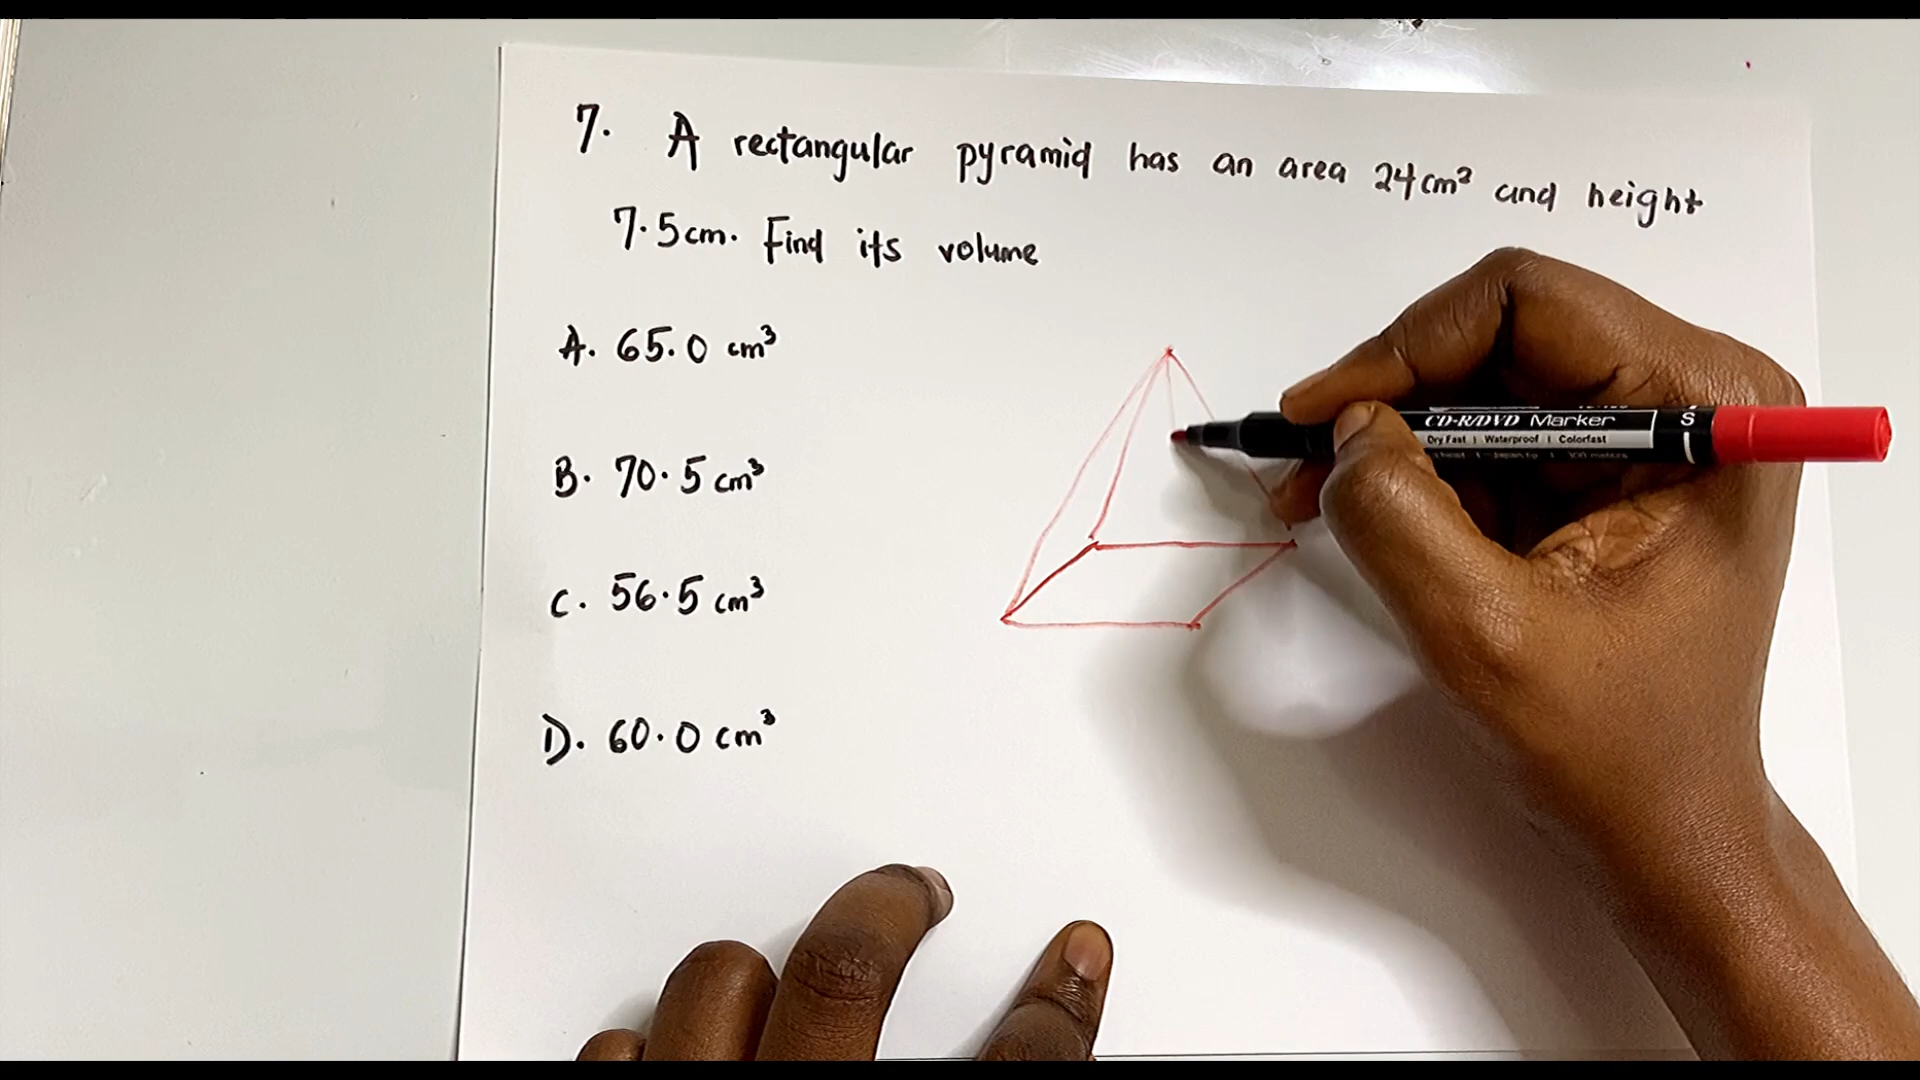 7. A rectangular pyramid has an area 24cm² and height
7.5cm. Find its volume
A. 65.0 cm³
B. 70.5 cm³
C. 56.5 cm³
D. 60.0 cm³
CD-R/DVD Marker
Dry Fast | Waterproof | Colorfast
S